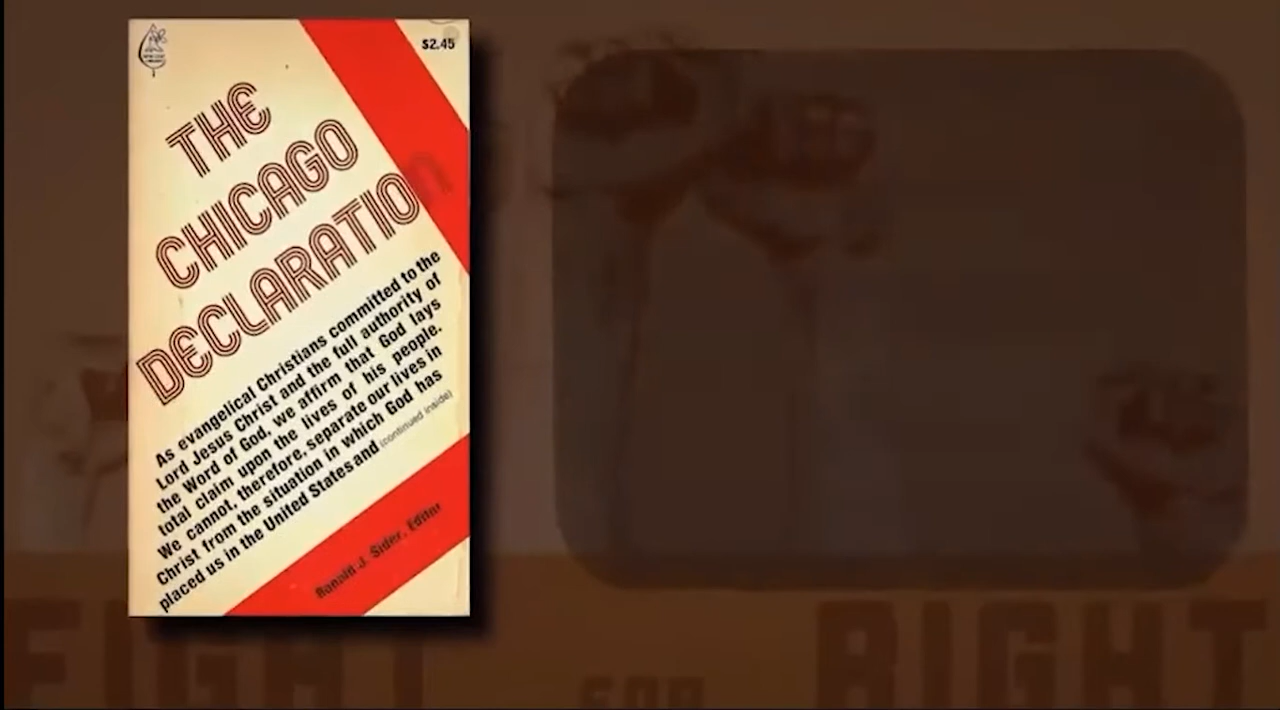 $2.45
THE
CHICAGO
DECLARATION
As evangelical Christians committed to the
Lord Jesus Christ and the full authority of
the Word of God, we affirm that God lays
total claim upon the lives of his people.
We cannot, therefore, separate our lives in
Christ from the situation in which God has
placed us in the United States and (continued inside)
Ronald J. Sider, Editor
FIGHT
FOR
RIGHT